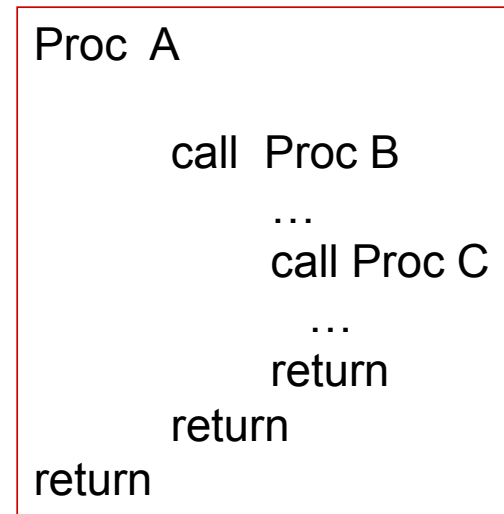 Proc A
call Proc B
…
call Proc C
…
return
return
return